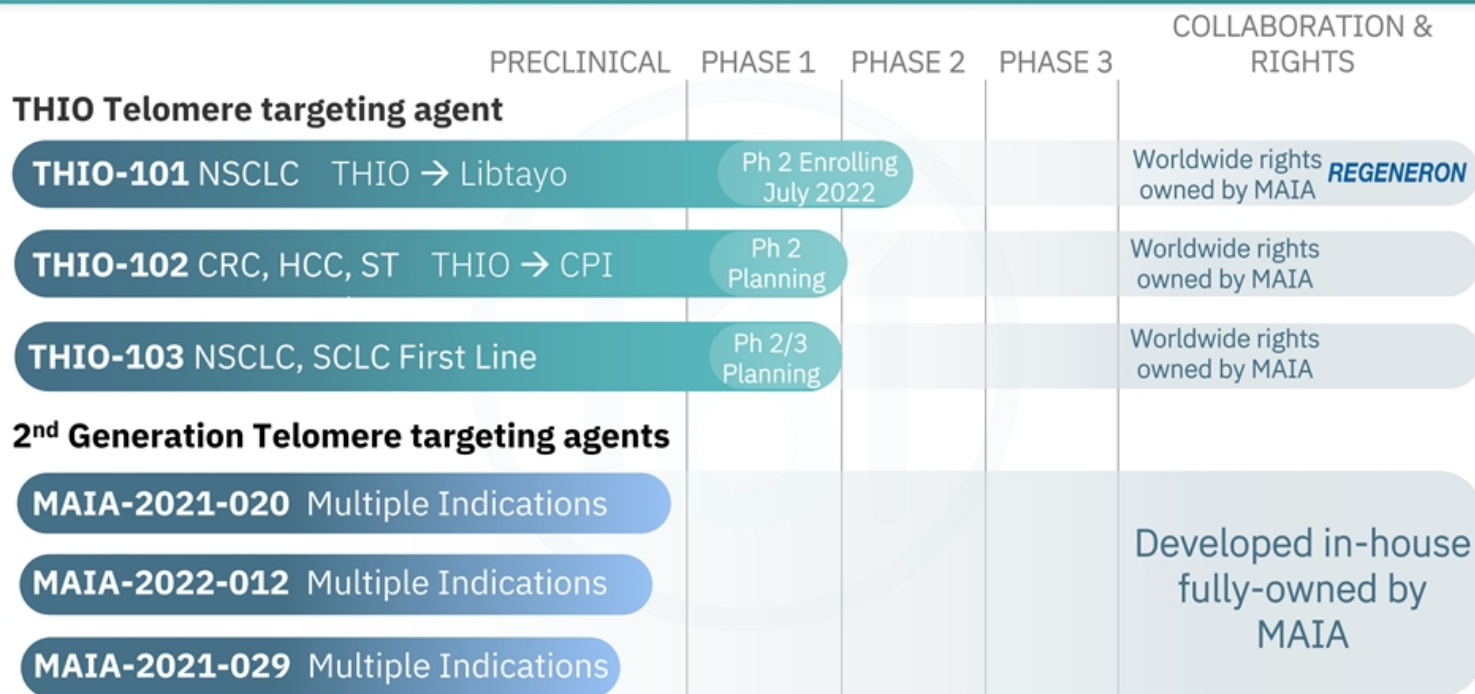 COLLABORATION &
PRECLINICAL PHASE 1 PHASE 2 PHASE 3 RIGHTS
THIO Telomere targeting agent
THIO-101 NSCLC THIO → Libtayo
Ph 2 Enrolling
July 2022
Worldwide rights
owned by MAIA
REGENERON
THIO-102 CRC, HCC, ST THIO → CPI
Ph 2
Planning
Worldwide rights
owned by MAIA
THIO-103 NSCLC, SCLC First Line
Ph 2/3
Planning
Worldwide rights
owned by MAIA
2nd Generation Telomere targeting agents
MAIA-2021-020 Multiple Indications
MAIA-2022-012 Multiple Indications
MAIA-2021-029 Multiple Indications
Developed in-house
fully-owned by
MAIA